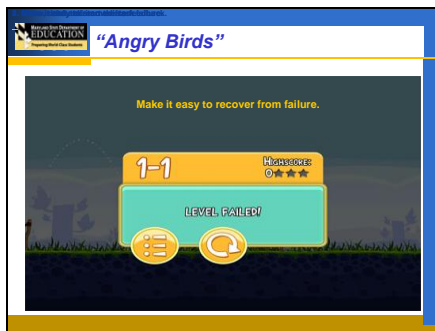 MARYLAND STATE DEPARTMENT OF
EDUCATION
Preparing World-Class Students
“Angry Birds”
Make it easy to recover from failure.
1-1
HIGHSCORE:
0
LEVEL FAILED!